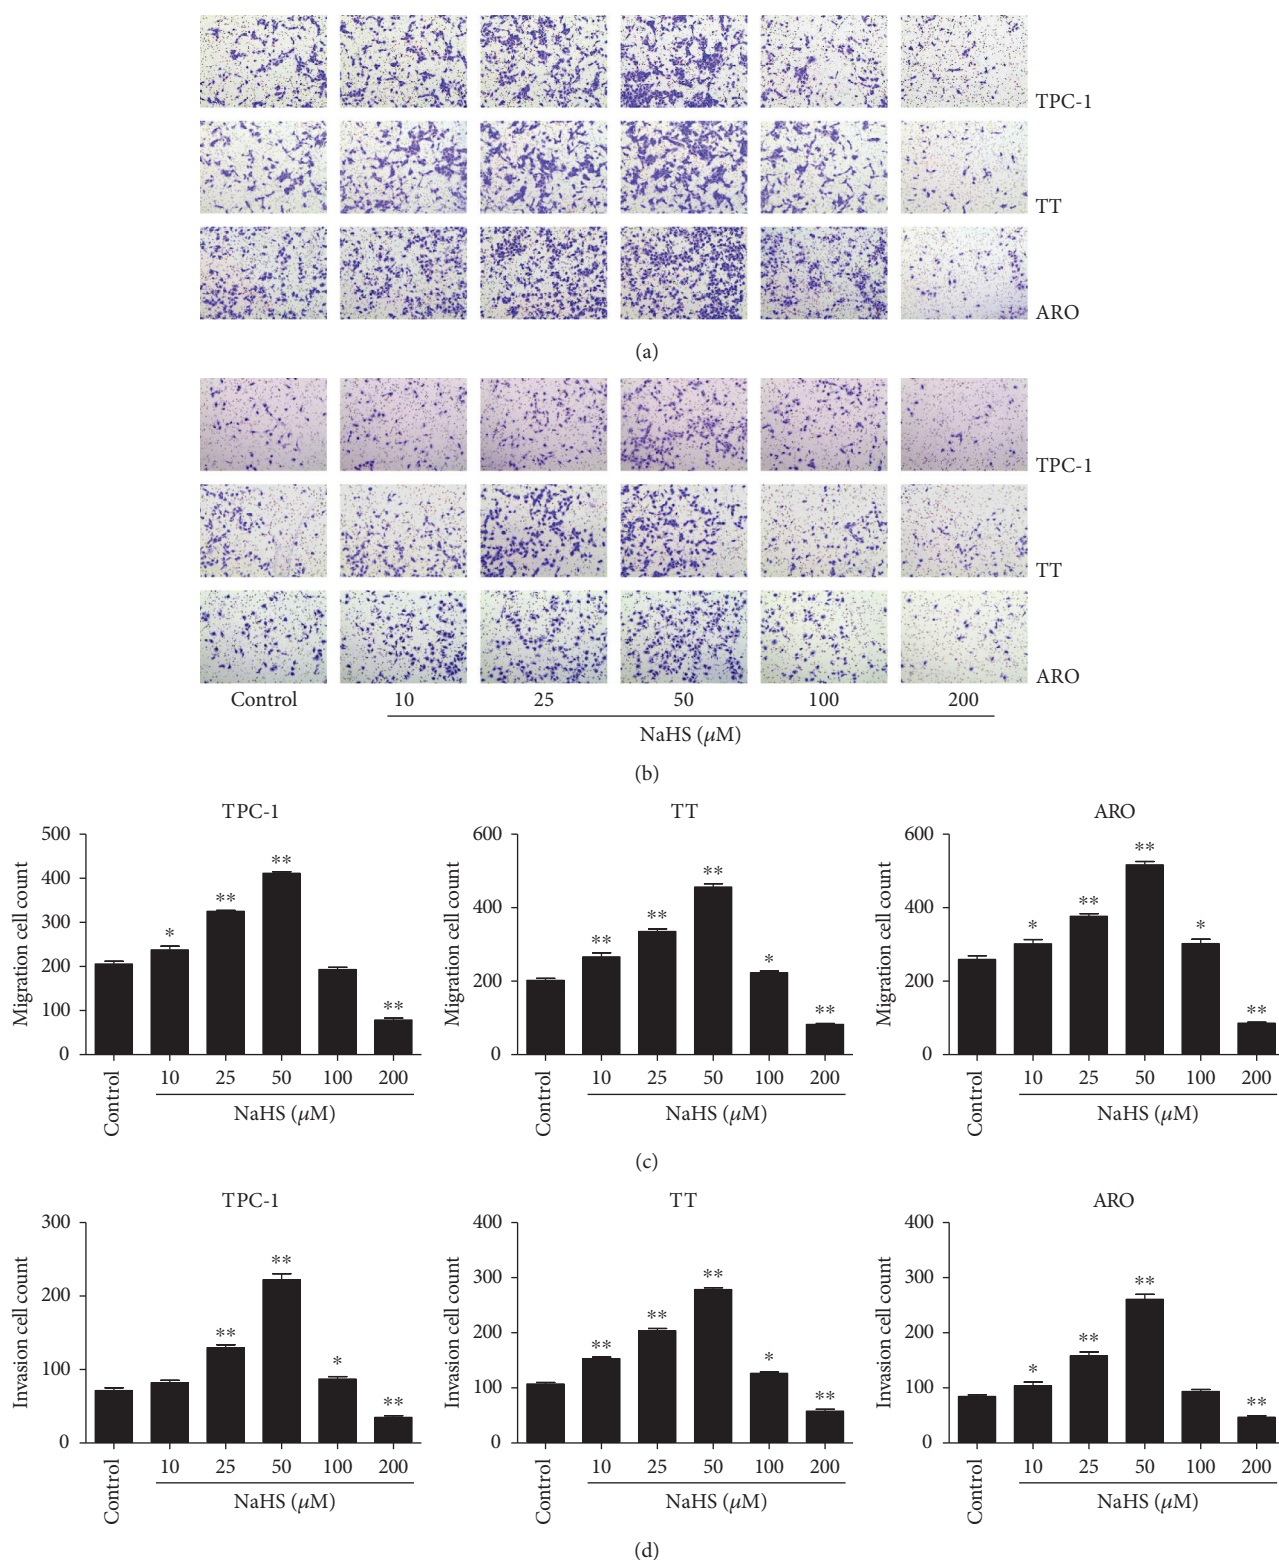 TPC-1
TT
ARO
(a)
TPC-1
TT
ARO
Control 10 25 50 100 200
NaHS (μM)
(b)
TPC-1 TT ARO
Migration cell count
500
400
300
200
100
0
** ** * **
Control 10 25 50 100 200
NaHS (μM)
Migration cell count
600
400
200
0
** ** ** * **
Control 10 25 50 100 200
NaHS (μM)
Migration cell count
600
400
200
0
* ** ** * **
Control 10 25 50 100 200
NaHS (μM)
(c)
TPC-1 TT ARO
Invasion cell count
300
200
100
0
** ** * **
Control 10 25 50 100 200
NaHS (μM)
Invasion cell count
400
300
200
100
0
** ** ** * **
Control 10 25 50 100 200
NaHS (μM)
Invasion cell count
400
300
200
100
0
* ** ** **
Control 10 25 50 100 200
NaHS (μM)
(d)